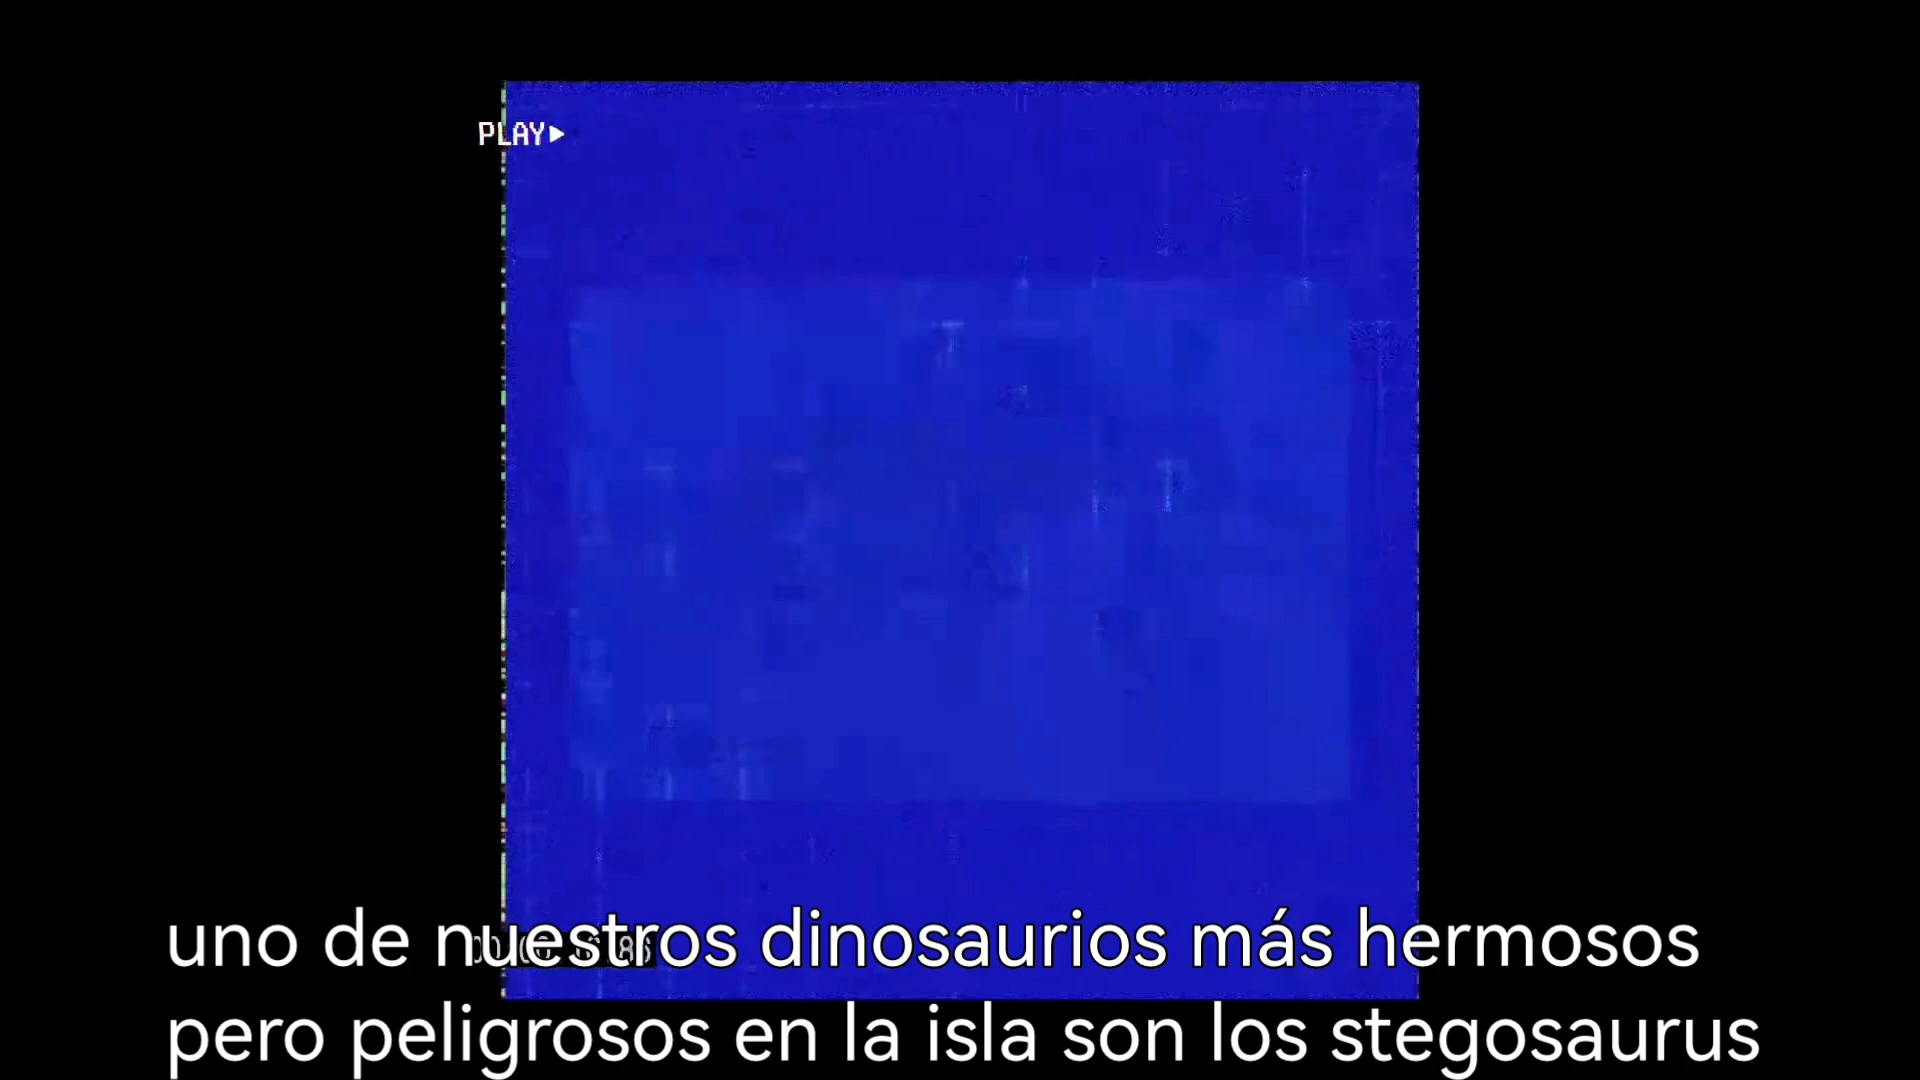 PLAY►
uno de nuestros dinosaurios más hermosos
pero peligrosos en la isla son los stegosaurus